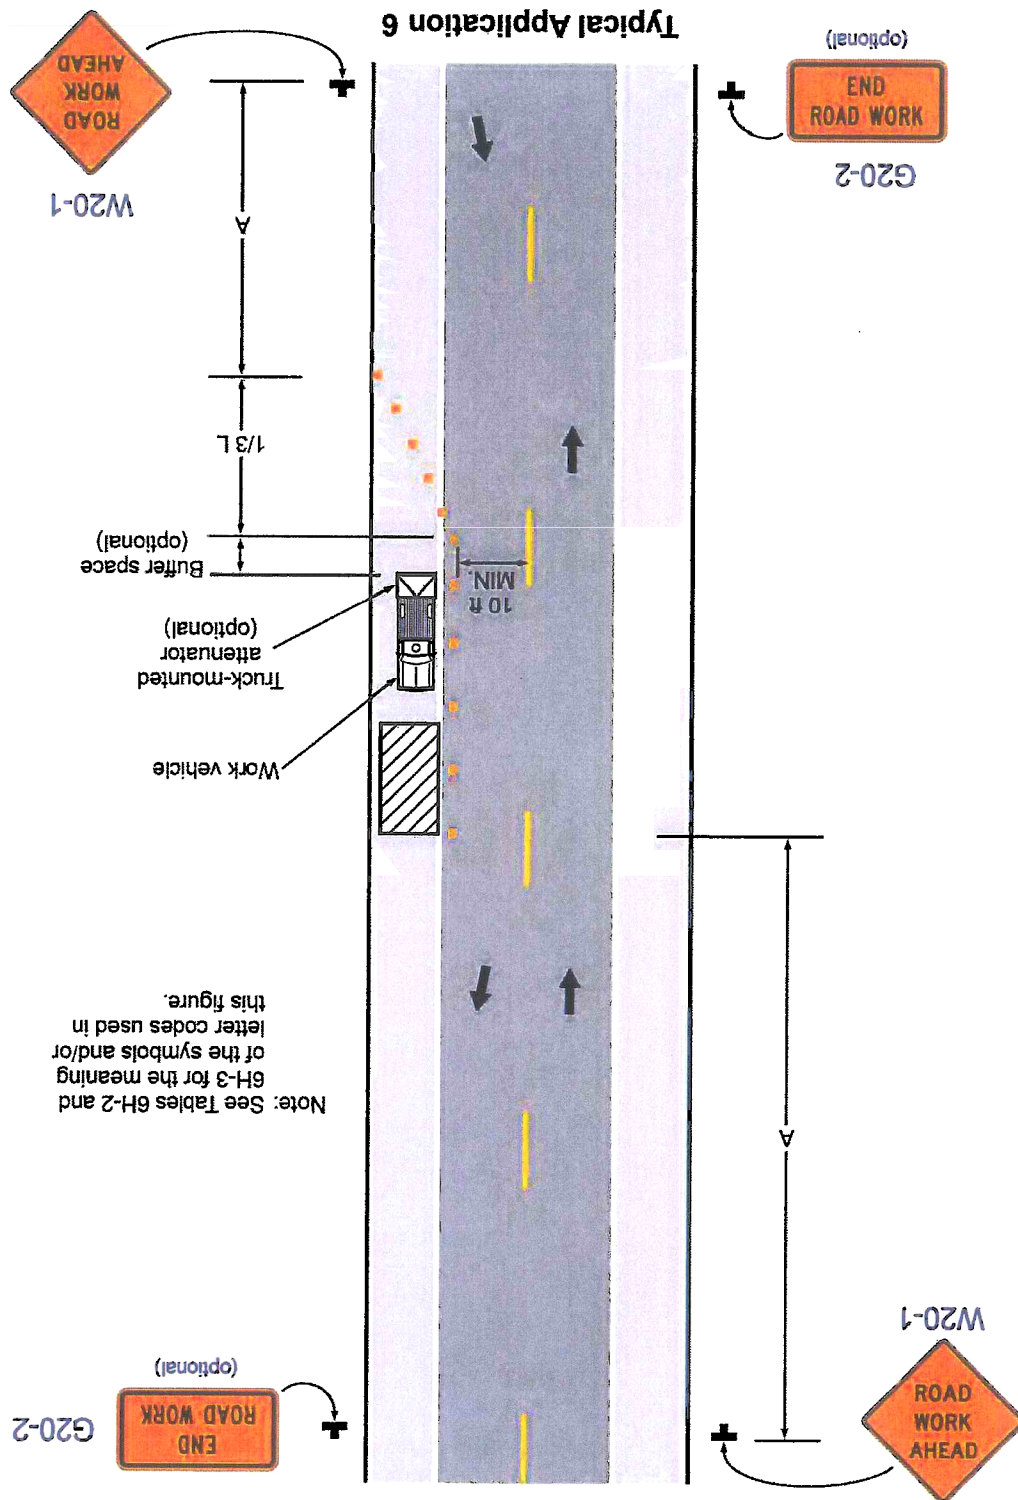 G20-2
END
ROAD WORK
(optional)
W20-1
ROAD
WORK
AHEAD
A
Note: See Tables 6H-2 and
6H-3 for the meaning
of the symbols and/or
letter codes used in
this figure.
Work vehicle
Truck-mounted
attenuator
(optional)
10 ft
MIN.
Buffer space
(optional)
1/3 L
A
W20-1
ROAD
WORK
AHEAD
G20-2
END
ROAD WORK
(optional)
Typical Application 6